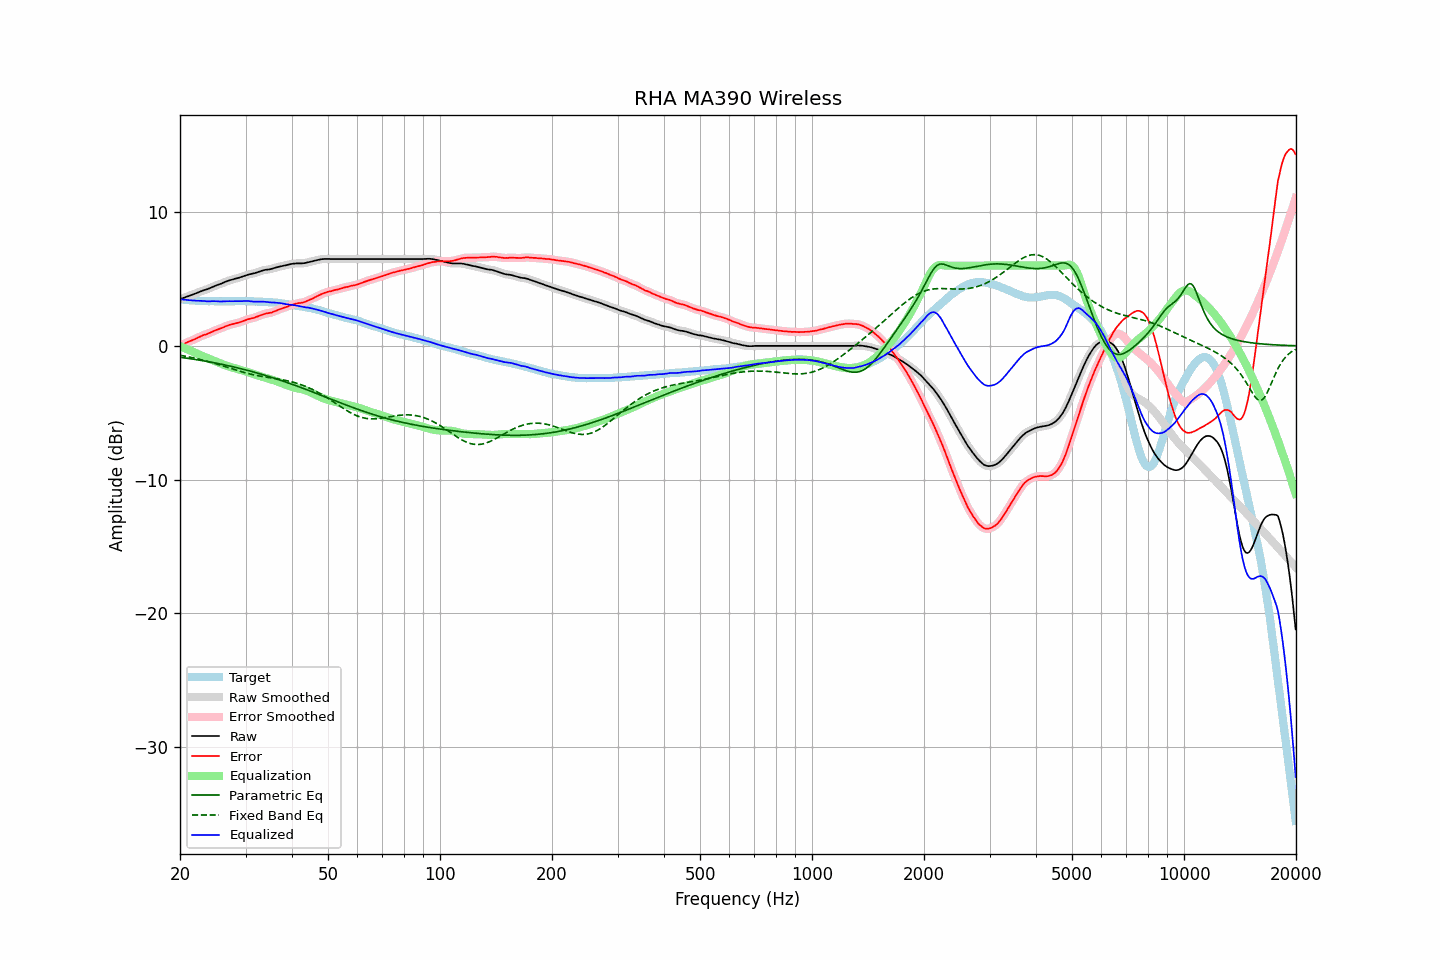 RHA MA390 Wireless
Amplitude (dBr)
10
0
−10
−20
−30
Target
Raw Smoothed
Error Smoothed
Raw
Error
Equalization
Parametric Eq
Fixed Band Eq
Equalized
20 50 100 200 500 1000 2000 5000 10000 20000
Frequency (Hz)